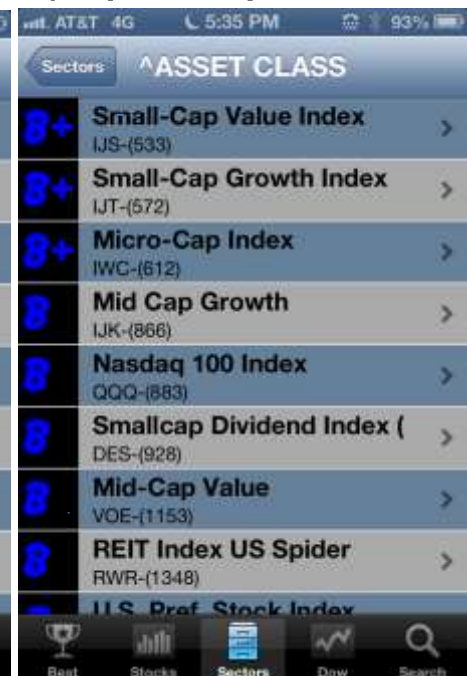 AT&T 4G 5:35 PM 93%
Sectors ^ASSET CLASS
8+ Small-Cap Value Index
IJS-(533)
8+ Small-Cap Growth Index
IJT-(572)
8+ Micro-Cap Index
IWC-(612)
8 Mid Cap Growth
IJK-(866)
8 Nasdaq 100 Index
QQQ-(883)
8 Smallcap Dividend Index (
DES-(928)
8 Mid-Cap Value
VOE-(1153)
8 REIT Index US Spider
RWR-(1348)
U.S. Pref. Stock Index
Best Stocks Sectors Dow Search